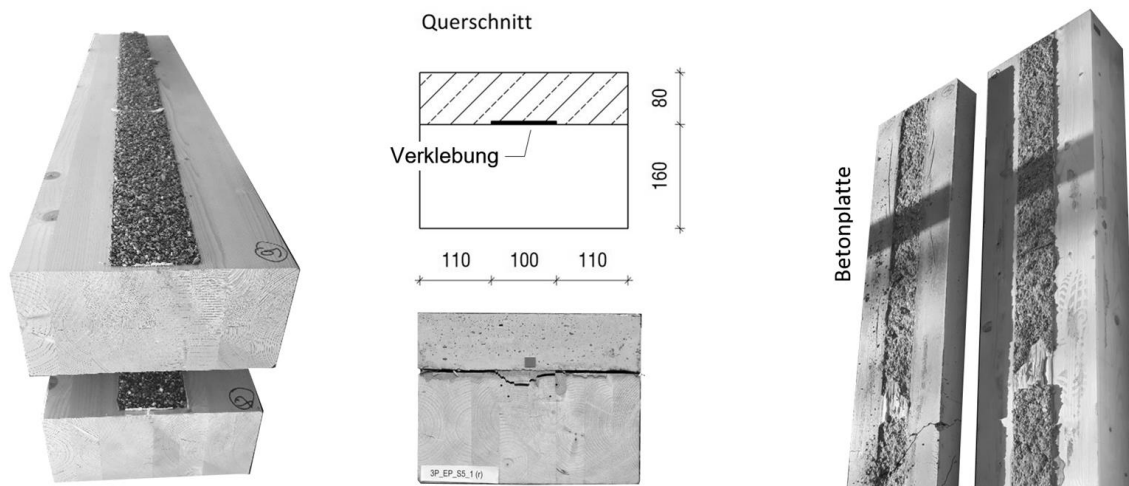 Querschnitt
Verklebung
80
160
110
100
110
3P_EP_S5_1 (r)
Betonplatte